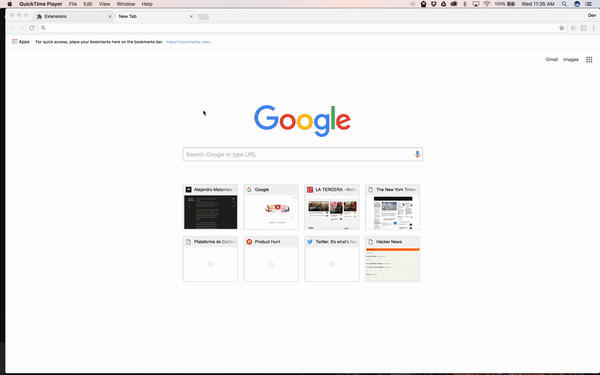 QuickTime Player File Edit View Window Help 100% Wed 11:35 AM
Extensions New Tab Dev
Apps For quick access, place your bookmarks here on the bookmarks bar. Import bookmarks now...
Gmail Images
Google
Search Google or type URL
Alejandro Matamala Google LA TERCERA - Noti The New York Times
Plataforma de Contr Product Hunt Twitter. It's what's ha Hacker News